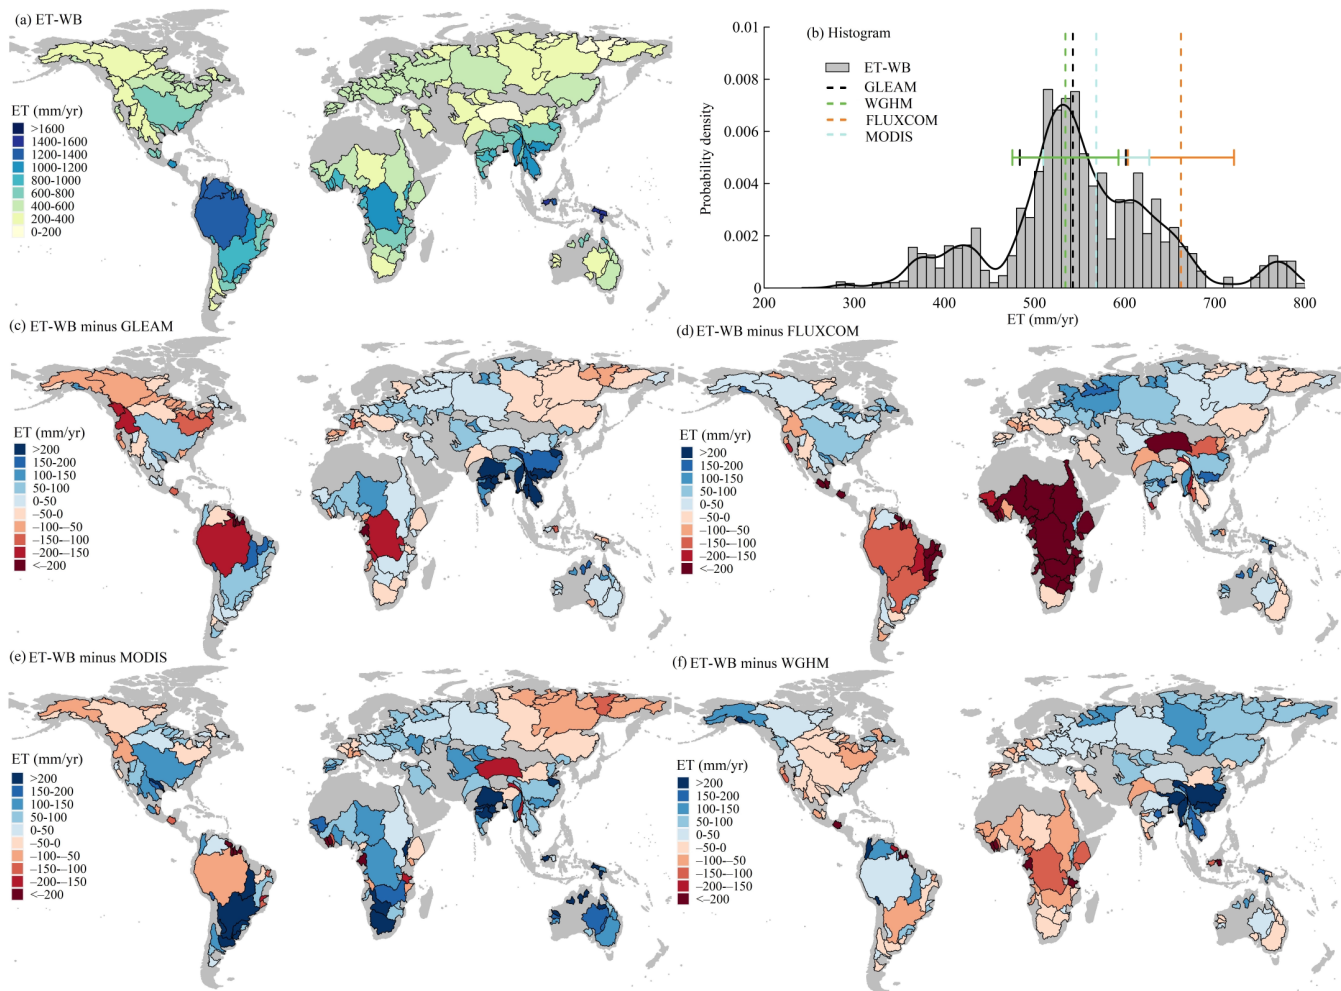 (a) ET-WB
ET (mm/yr)
>1600
1400-1600
1200-1400
1000-1200
800-1000
600-800
400-600
200-400
0-200
(b) Histogram
ET-WB
GLEAM
WGHM
FLUXCOM
MODIS
Probability density
0.01
0.008
0.006
0.004
0.002
0
200 300 400 500 600 700 800
ET (mm/yr)
(c) ET-WB minus GLEAM
ET (mm/yr)
>200
150-200
100-150
50-100
0-50
–50-0
–100-–50
–150-–100
–200-–150
<–200
(d) ET-WB minus FLUXCOM
ET (mm/yr)
>200
150-200
100-150
50-100
0-50
–50-0
–100-–50
–150-–100
–200-–150
<–200
(e) ET-WB minus MODIS
ET (mm/yr)
>200
150-200
100-150
50-100
0-50
–50-0
–100-–50
–150-–100
–200-–150
<–200
(f) ET-WB minus WGHM
ET (mm/yr)
>200
150-200
100-150
50-100
0-50
–50-0
–100-–50
–150-–100
–200-–150
<–200